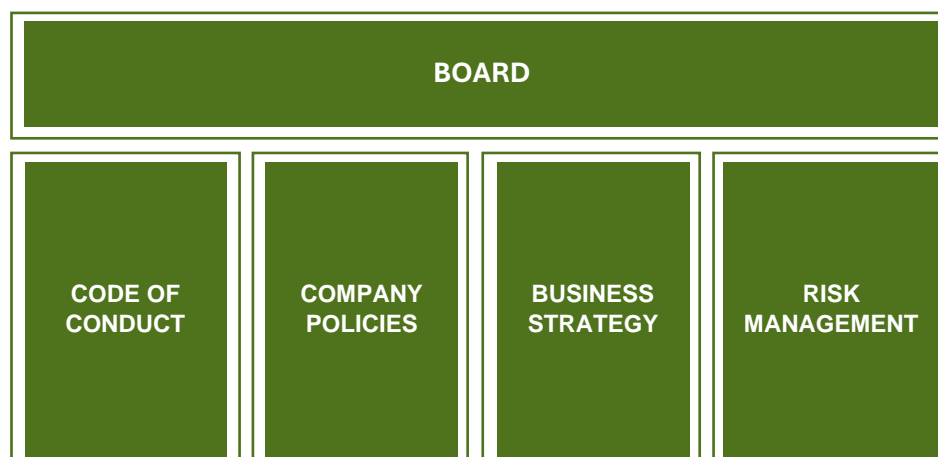 BOARD
CODE OF
CONDUCT
COMPANY
POLICIES
BUSINESS
STRATEGY
RISK
MANAGEMENT